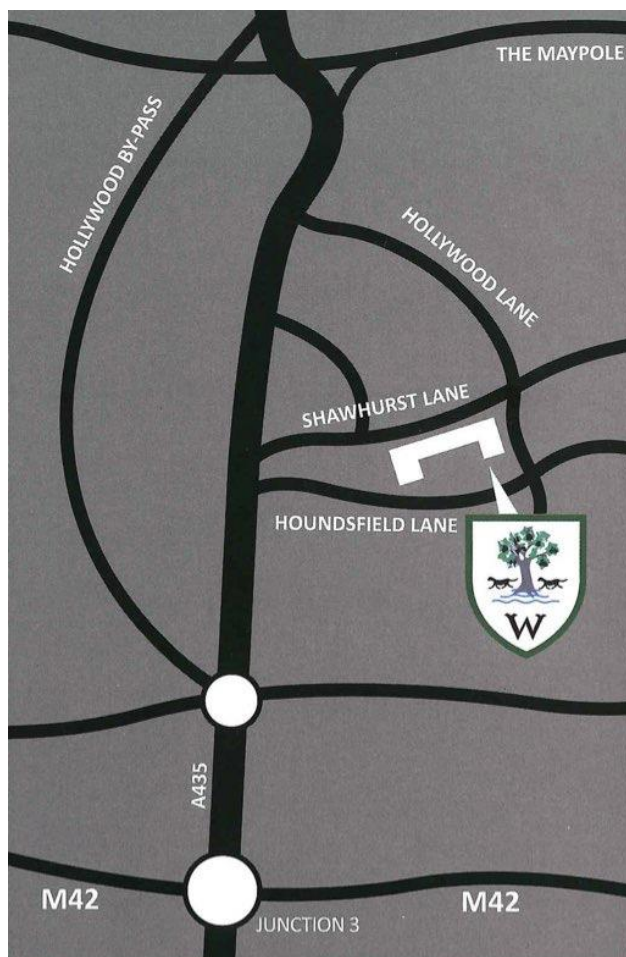 THE MAYPOLE
HOLLYWOOD BY-PASS
HOLLYWOOD LANE
SHAWHURST LANE
HOUNDSFIELD LANE
W
A435
M42
M42
JUNCTION 3